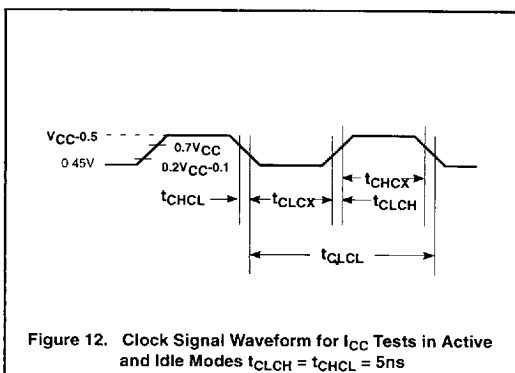 VCC-0.5
0.7VCC
0.45V
0.2VCC-0.1
tCHCX
tCHCL
tCLCX
tCLCH
tCLCL
Figure 12. Clock Signal Waveform for ICC Tests in Active
and Idle Modes tCLCH = tCHCL = 5ns